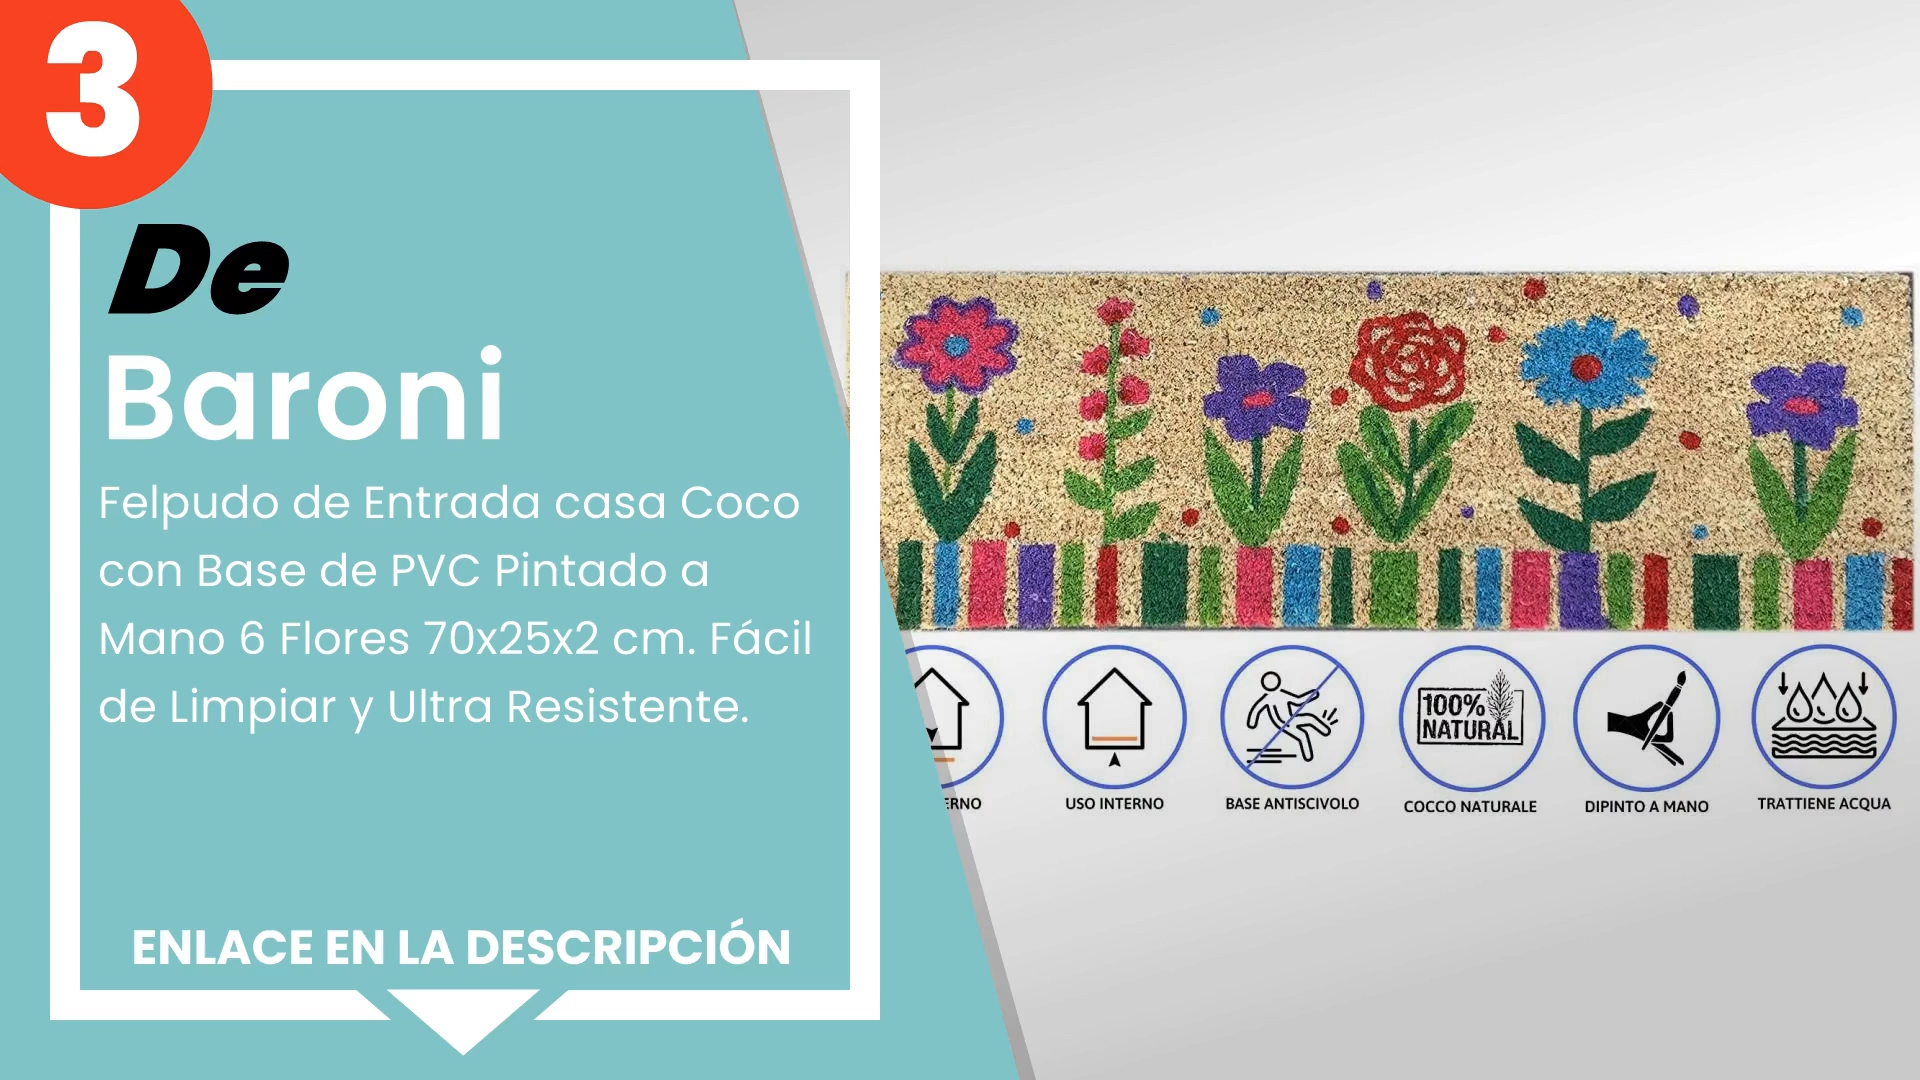 3
De
Baroni
Felpudo de Entrada casa Coco
con Base de PVC Pintado a
Mano 6 Flores 70x25x2 cm. Fácil
de Limpiar y Ultra Resistente.
ENLACE EN LA DESCRIPCIÓN
100%
NATURAL
USO INTERNO
BASE ANTISCIVOLO
COCCO NATURALE
DIPINTO A MANO
TRATTIENE ACQUA